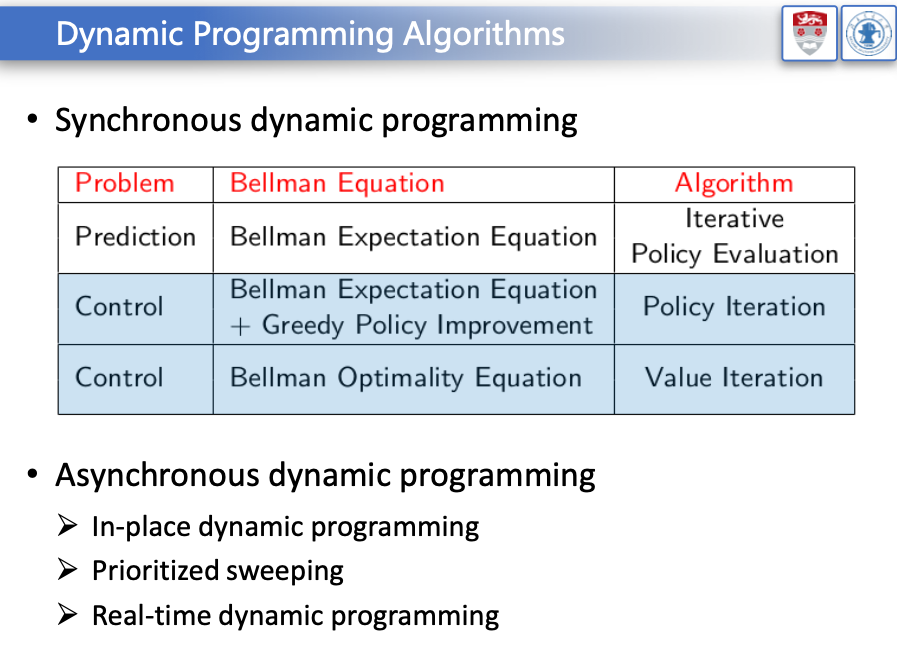 Dynamic Programming Algorithms
• Synchronous dynamic programming
Problem Bellman Equation Algorithm
Prediction Bellman Expectation Equation Iterative
Policy Evaluation
Control Bellman Expectation Equation
+ Greedy Policy Improvement Policy Iteration
Control Bellman Optimality Equation Value Iteration
• Asynchronous dynamic programming
➢ In-place dynamic programming
➢ Prioritized sweeping
➢ Real-time dynamic programming